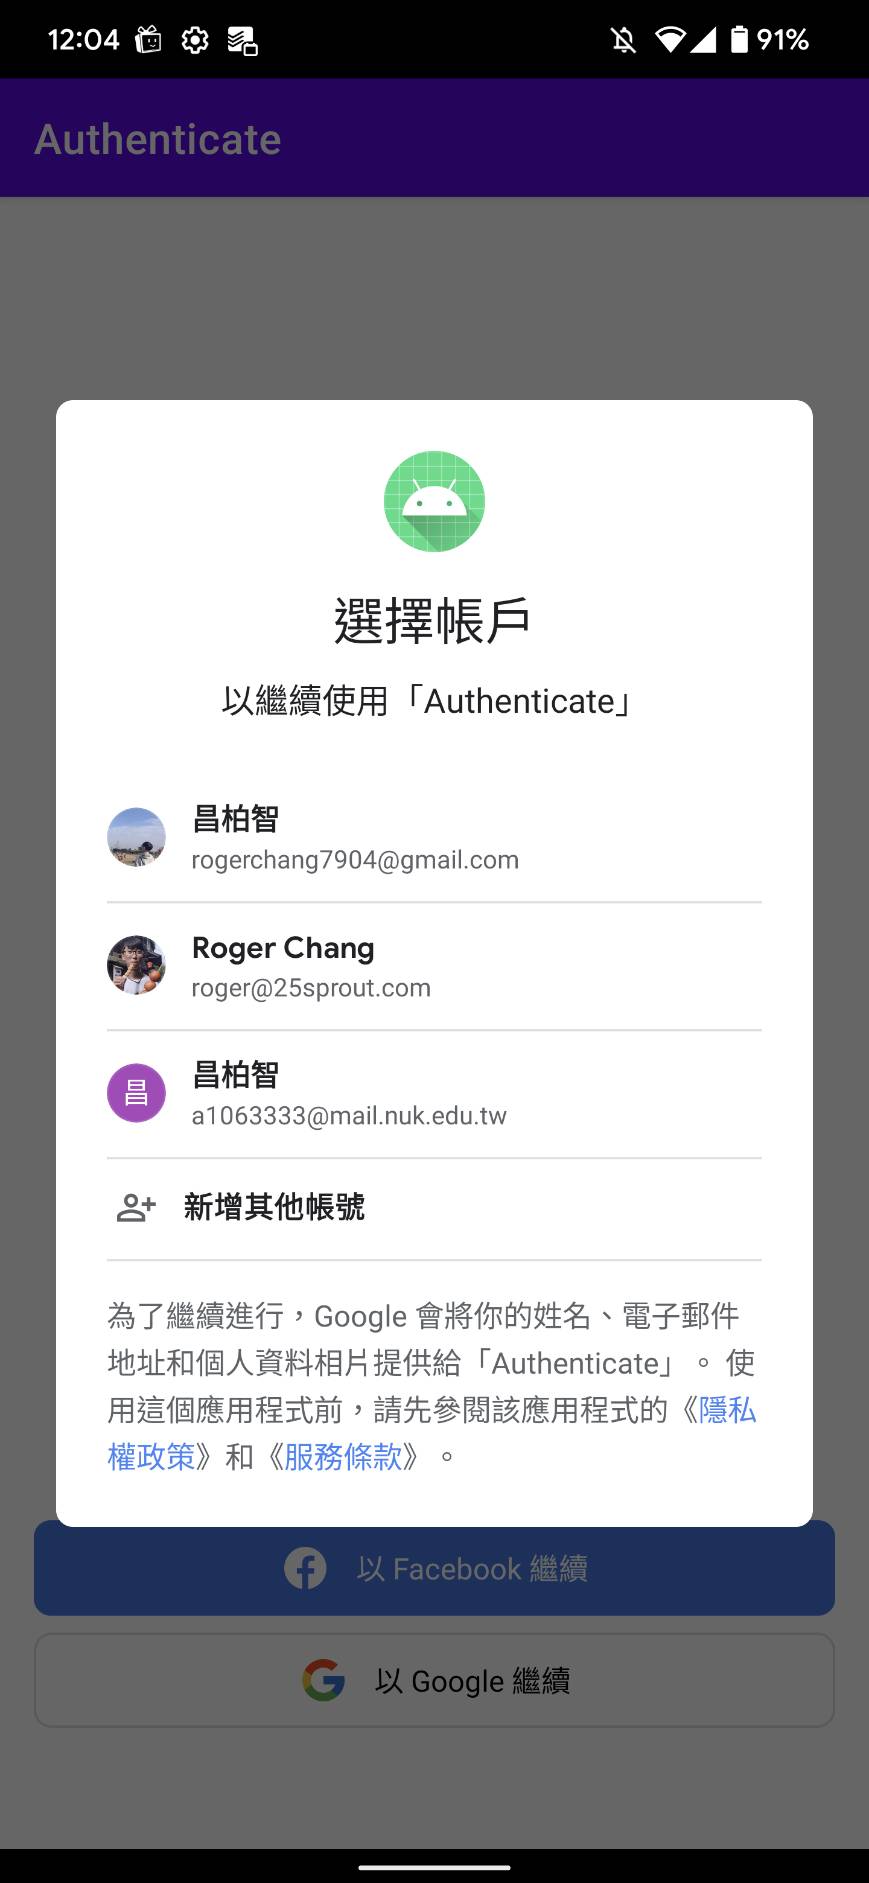 12:04
91%
Authenticate
選擇帳戶
以繼續使用「Authenticate」
昌柏智
rogerchang7904@gmail.com
Roger Chang
roger@25sprout.com
昌
昌柏智
a1063333@mail.nuk.edu.tw
新增其他帳號
為了繼續進行，Google 會將你的姓名、電子郵件
地址和個人資料相片提供給「Authenticate」。 使
用這個應用程式前，請先參閱該應用程式的《隱私
權政策》和《服務條款》。
以 Facebook 繼續
以 Google 繼續